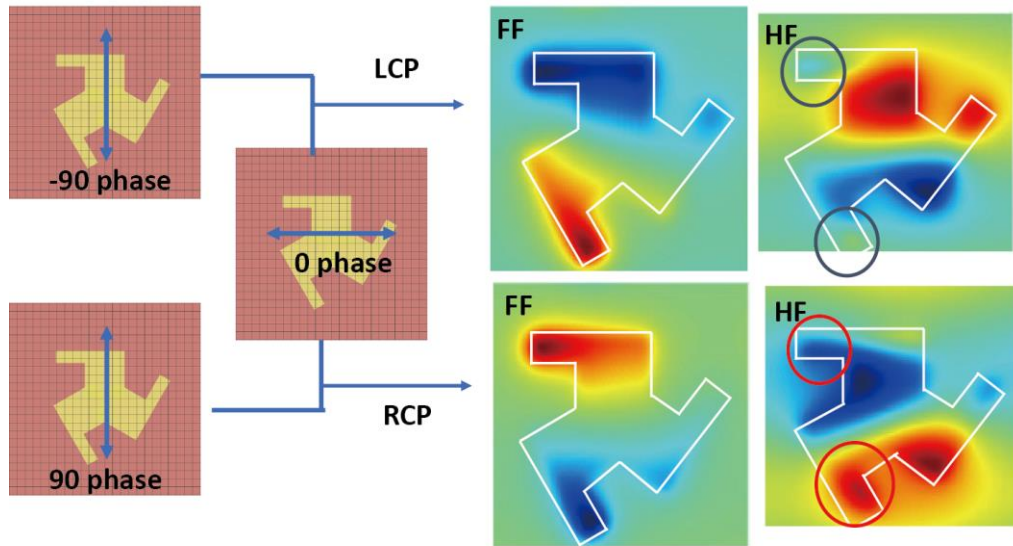 FF
HF
LCP
-90 phase
0 phase
FF
HF
RCP
90 phase